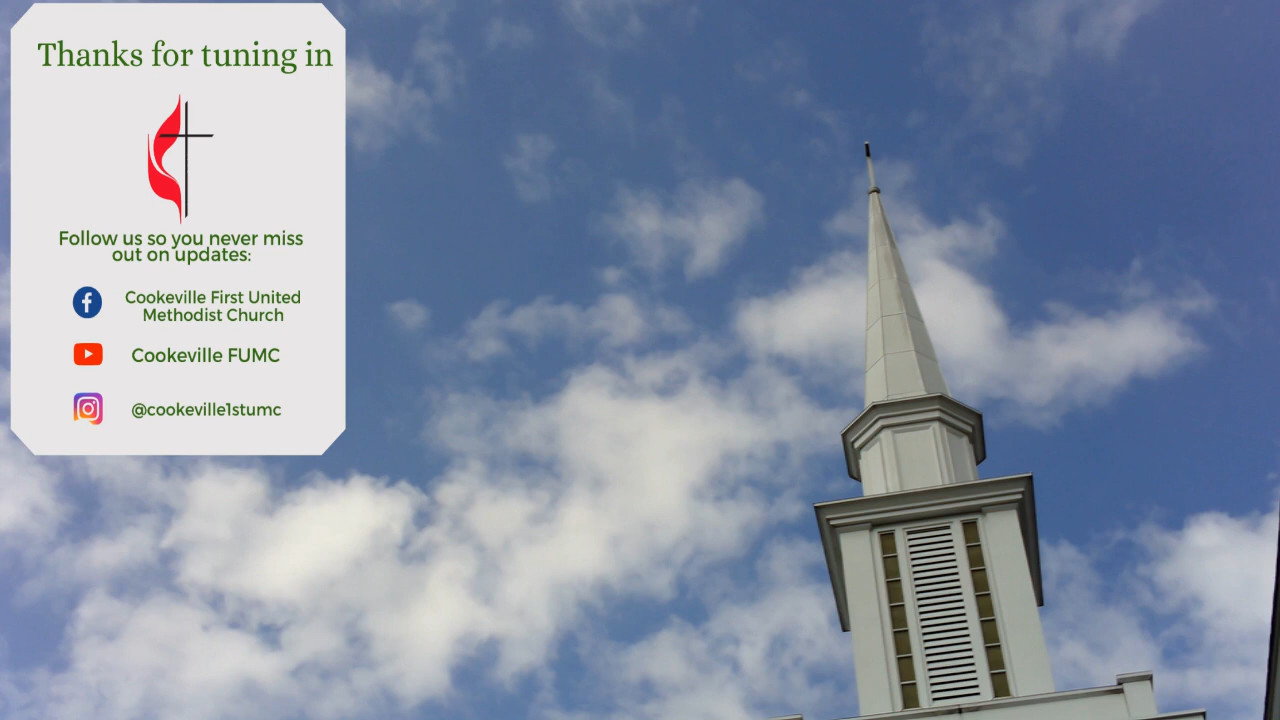 Thanks for tuning in
Follow us so you never miss
out on updates:
Cookeville First United
Methodist Church
Cookeville FUMC
@cookeville1stumc